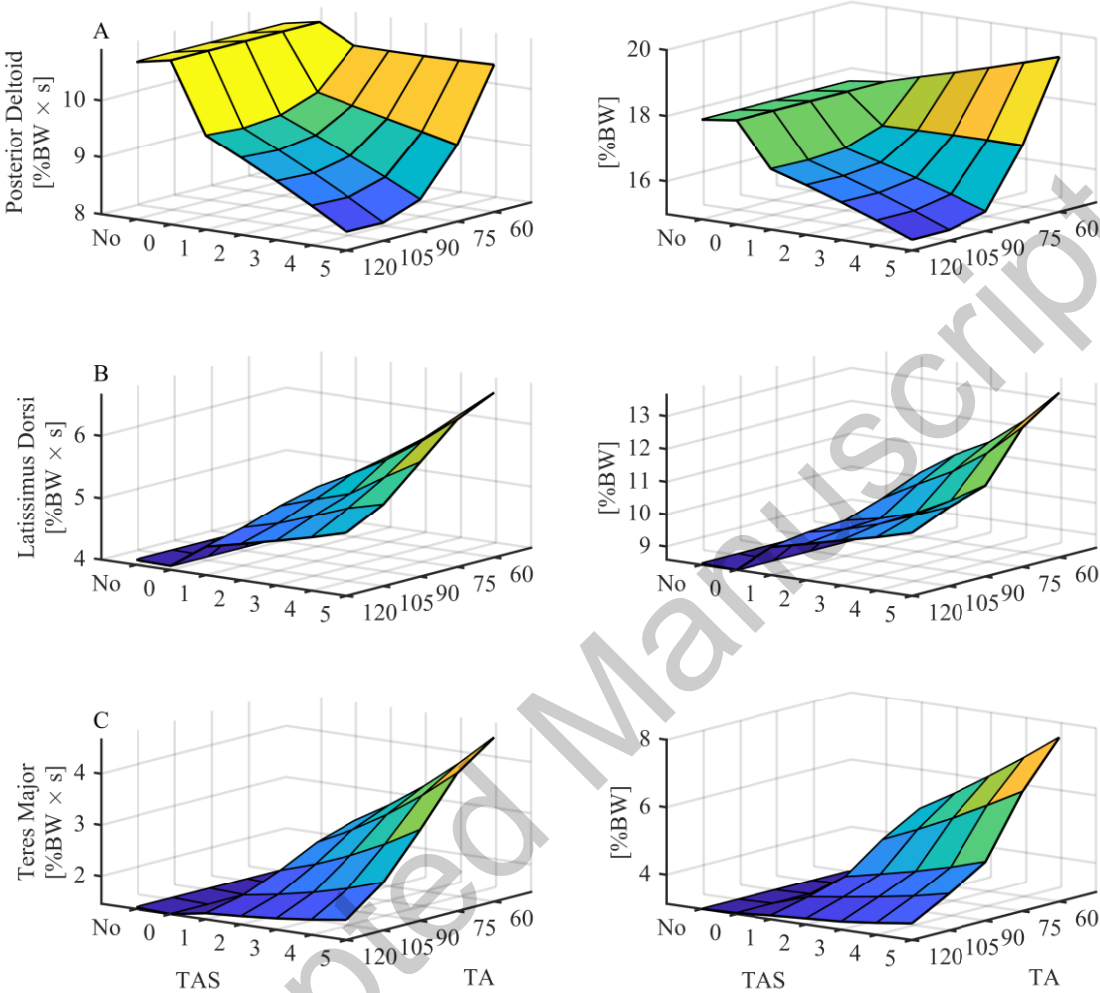 A
Posterior Deltoid
[%BW × s]
10
9
8
No 0 1 2 3 4 5
120 105 90 75 60
[%BW]
20
18
16
No 0 1 2 3 4 5
120 105 90 75 60
B
Latissimus Dorsi
[%BW × s]
6
5
4
No 0 1 2 3 4 5
120 105 90 75 60
[%BW]
13
12
11
10
9
No 0 1 2 3 4 5
120 105 90 75 60
C
Teres Major
[%BW × s]
4
3
2
No 0 1 2 3 4 5
120 105 90 75 60
TAS
TA
[%BW]
8
6
4
No 0 1 2 3 4 5
120 105 90 75 60
TAS
TA
pted Manuscript